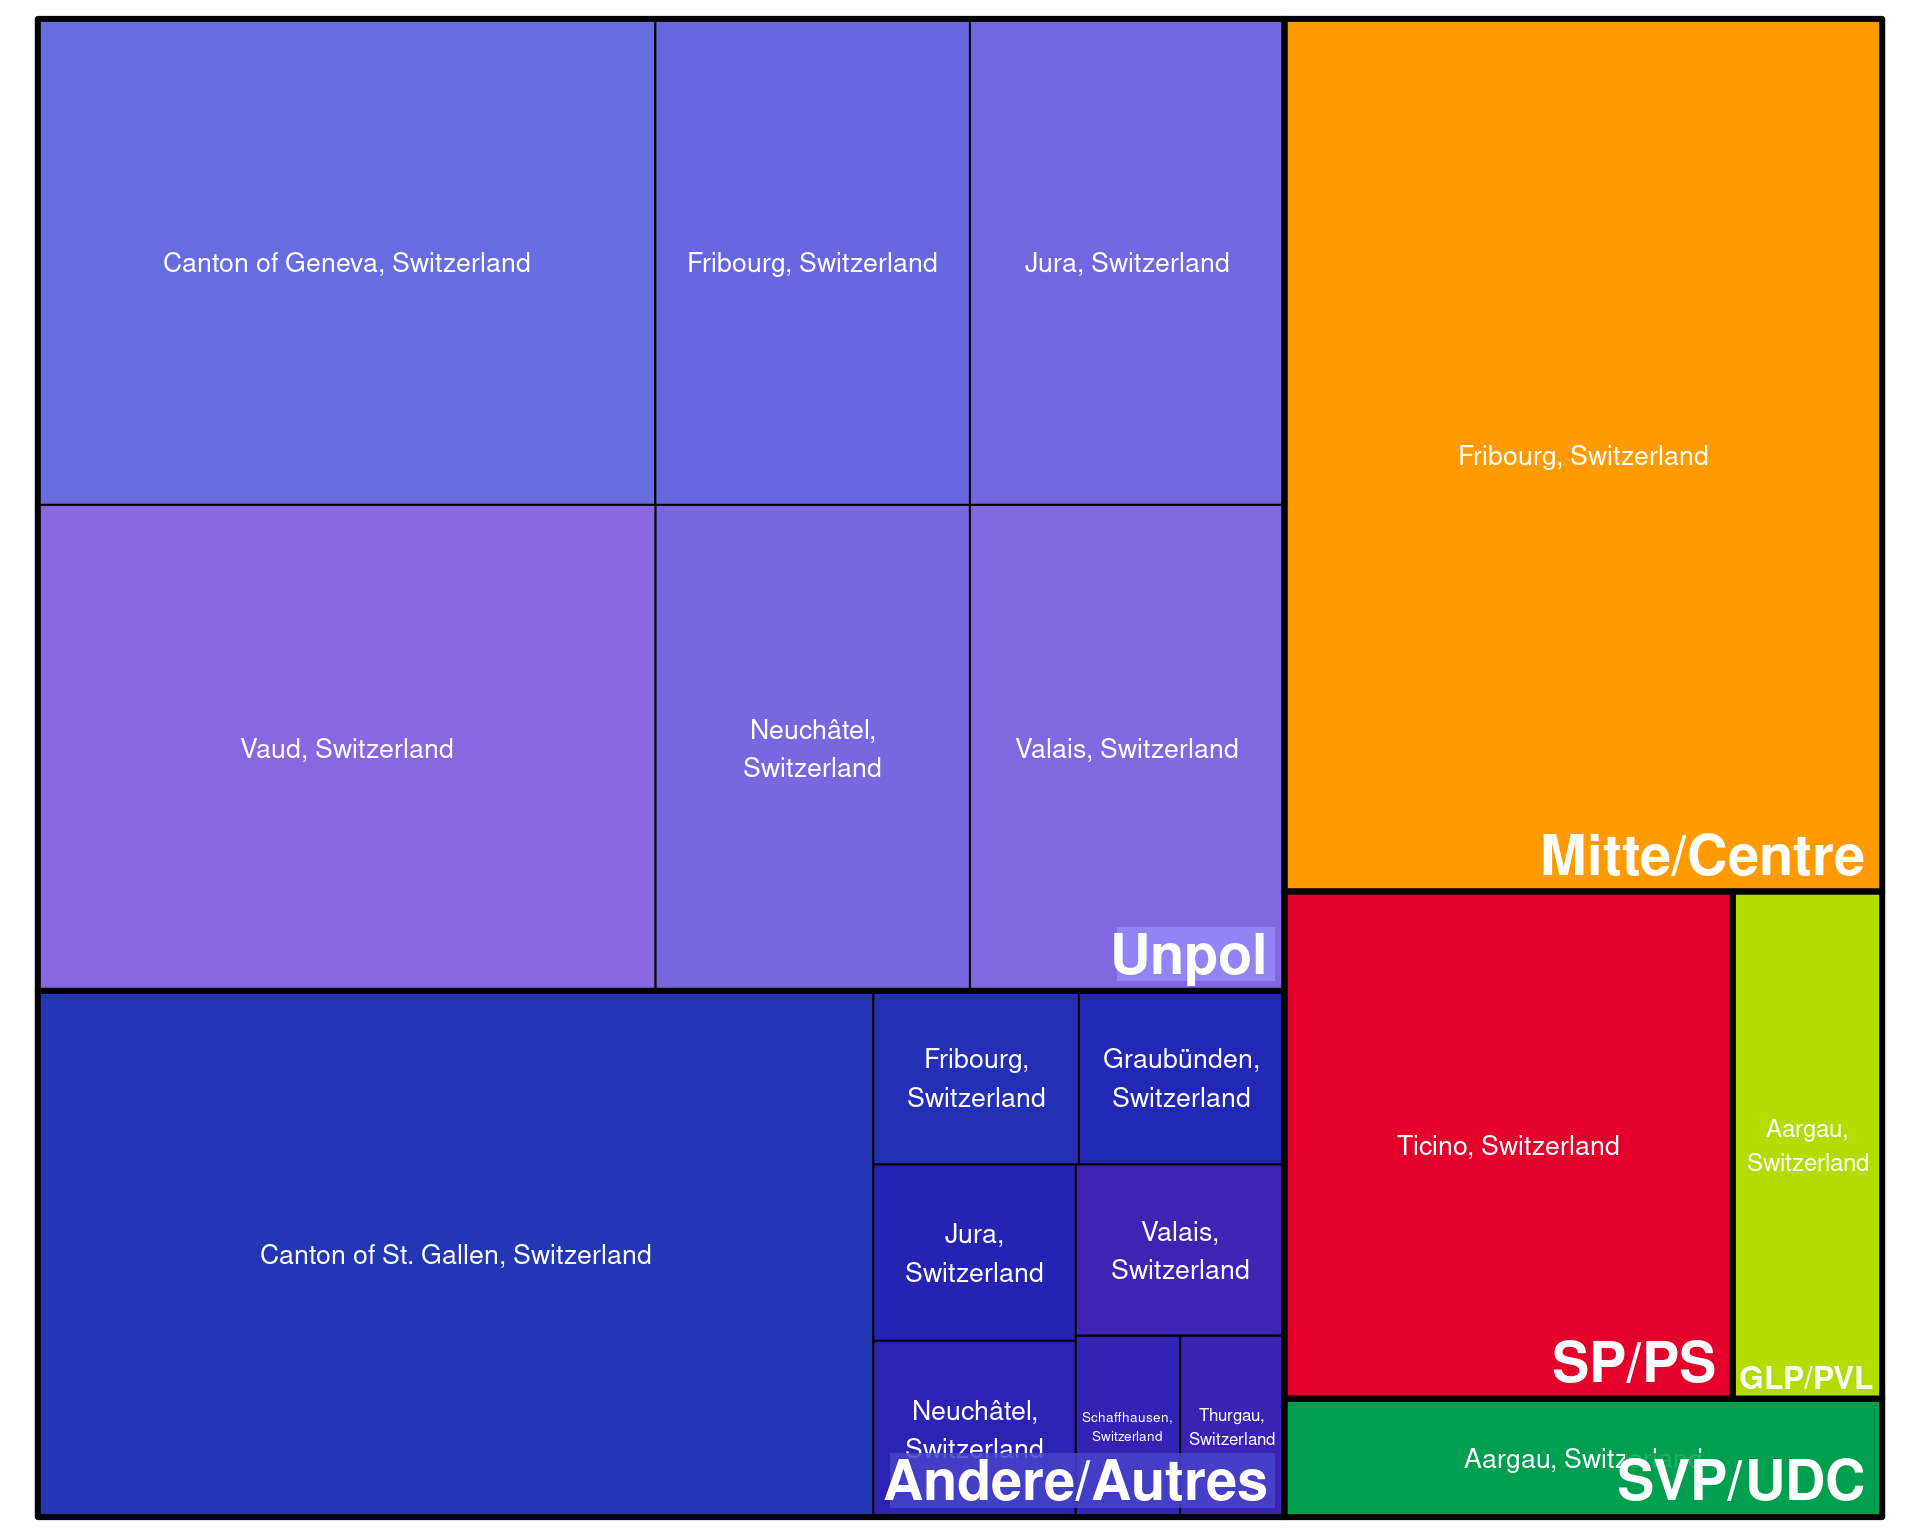 Canton of Geneva, Switzerland
Fribourg, Switzerland
Jura, Switzerland
Vaud, Switzerland
Neuchâtel,
Switzerland
Valais, Switzerland
Unpol
Fribourg, Switzerland
Mitte/Centre
Canton of St. Gallen, Switzerland
Fribourg,
Switzerland
Graubünden,
Switzerland
Jura,
Switzerland
Valais,
Switzerland
Neuchâtel,
Switzerland
Schaffhausen,
Switzerland
Thurgau,
Switzerland
Andere/Autres
Ticino, Switzerland
SP/PS
Aargau,
Switzerland
GLP/PVL
Aargau, Switzerland
SVP/UDC